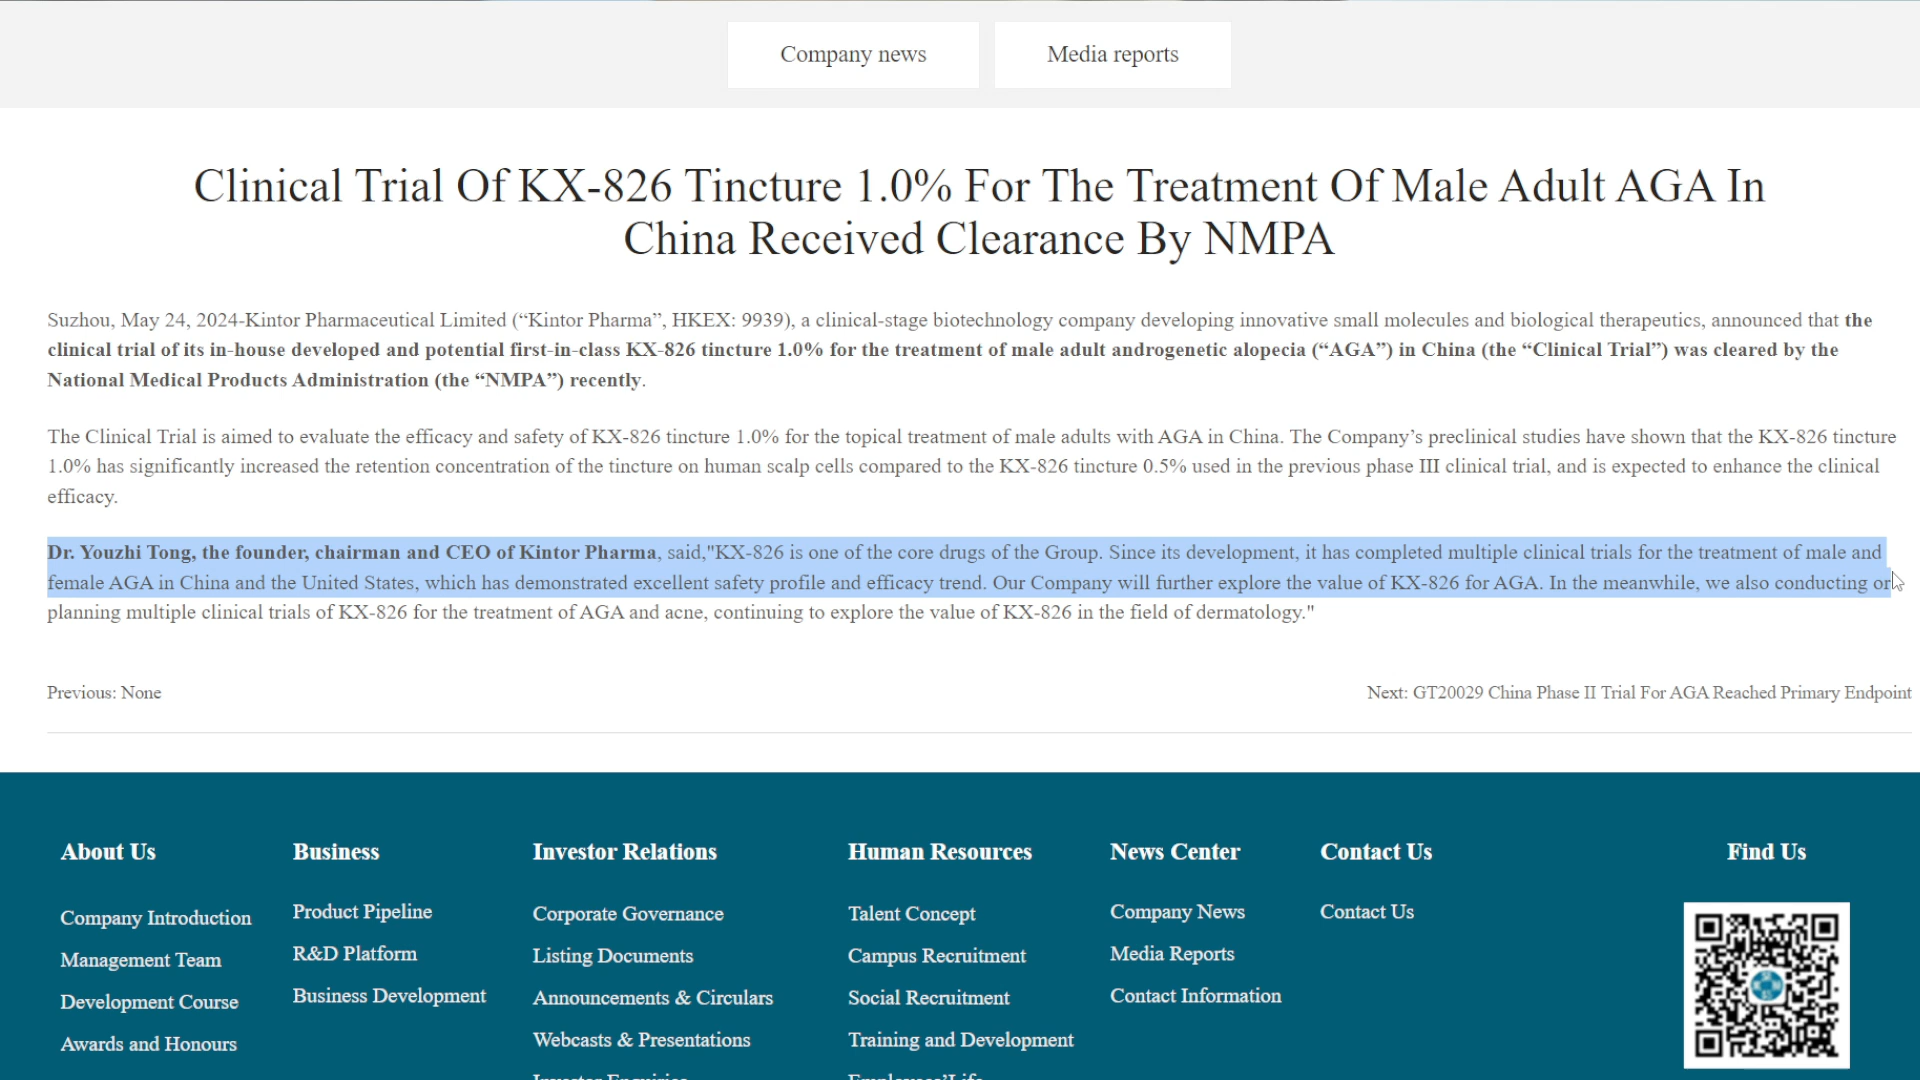 Company news
Media reports
Clinical Trial Of KX-826 Tincture 1.0% For The Treatment Of Male Adult AGA In
China Received Clearance By NMPA
Suzhou, May 24, 2024-Kintor Pharmaceutical Limited (“Kintor Pharma”, HKEX: 9939), a clinical-stage biotechnology company developing innovative small molecules and biological therapeutics, announced that the
clinical trial of its in-house developed and potential first-in-class KX-826 tincture 1.0% for the treatment of male adult androgenetic alopecia (“AGA”) in China (the “Clinical Trial”) was cleared by the
National Medical Products Administration (the “NMPA”) recently.
The Clinical Trial is aimed to evaluate the efficacy and safety of KX-826 tincture 1.0% for the topical treatment of male adults with AGA in China. The Company’s preclinical studies have shown that the KX-826 tincture
1.0% has significantly increased the retention concentration of the tincture on human scalp cells compared to the KX-826 tincture 0.5% used in the previous phase III clinical trial, and is expected to enhance the clinical
efficacy.
Dr. Youzhi Tong, the founder, chairman and CEO of Kintor Pharma, said,"KX-826 is one of the core drugs of the Group. Since its development, it has completed multiple clinical trials for the treatment of male and
female AGA in China and the United States, which has demonstrated excellent safety profile and efficacy trend. Our Company will further explore the value of KX-826 for AGA. In the meanwhile, we also conducting or
planning multiple clinical trials of KX-826 for the treatment of AGA and acne, continuing to explore the value of KX-826 in the field of dermatology."
Previous: None
Next: GT20029 China Phase II Trial For AGA Reached Primary Endpoint
About Us
Company Introduction
Management Team
Development Course
Awards and Honours
Business
Product Pipeline
R&D Platform
Business Development
Investor Relations
Corporate Governance
Listing Documents
Announcements & Circulars
Webcasts & Presentations
Investor Enquiries
Human Resources
Talent Concept
Campus Recruitment
Social Recruitment
Training and Development
Employees’Life
News Center
Company News
Media Reports
Contact Information
Contact Us
Contact Us
Find Us